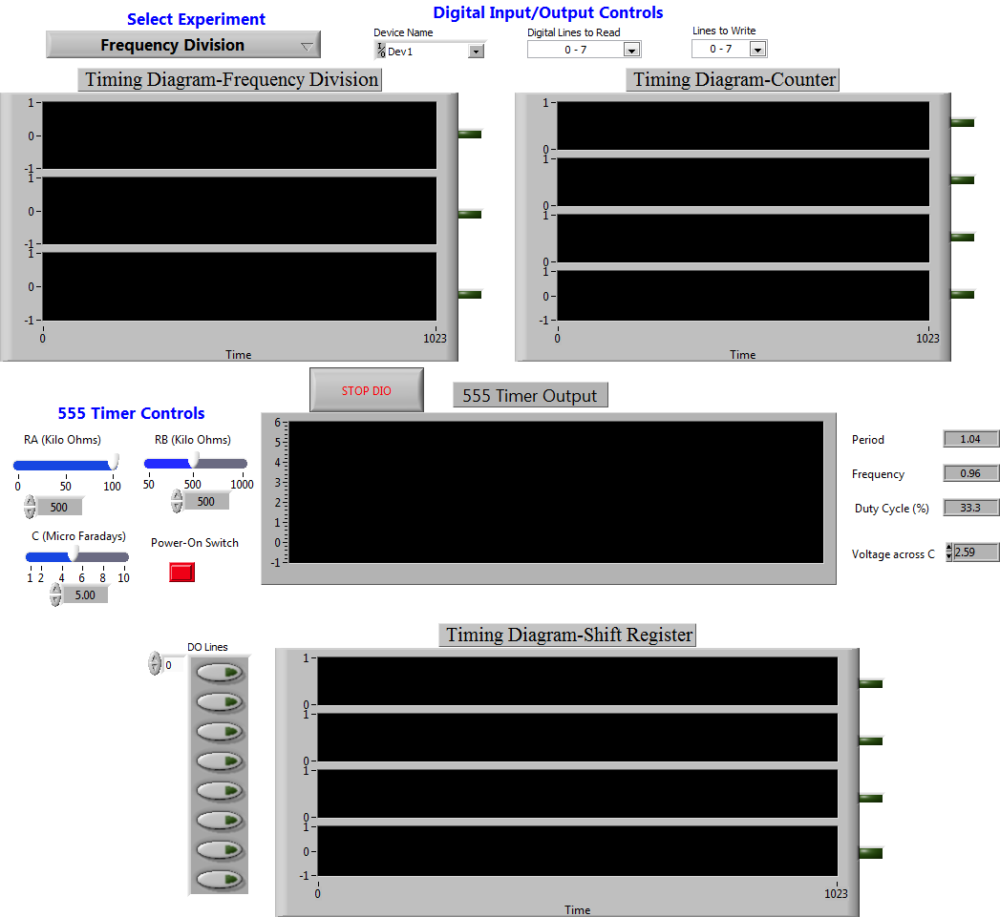 Select Experiment
Frequency Division
Digital Input/Output Controls
Device Name
Dev1
Digital Lines to Read
0 - 7
Lines to Write
0 - 7
Timing Diagram-Frequency Division
1
0
-1
1
0
-1
1
0
-1
0 1023
Time
Timing Diagram-Counter
1
0
1
0
1
0
1
0
-1
0 1023
Time
STOP DIO
555 Timer Output
6
5
4
3
2
1
0
-1
555 Timer Controls
RA (Kilo Ohms)
0 50 100
500
RB (Kilo Ohms)
50 500 1000
500
C (Micro Faradays)
1 2 4 6 8 10
5.00
Power-On Switch
Period 1.04
Frequency 0.96
Duty Cycle (%) 33.3
Voltage across C 2.59
DO Lines
0
Timing Diagram-Shift Register
1
0
1
0
1
0
1
0
-1
0 1023
Time